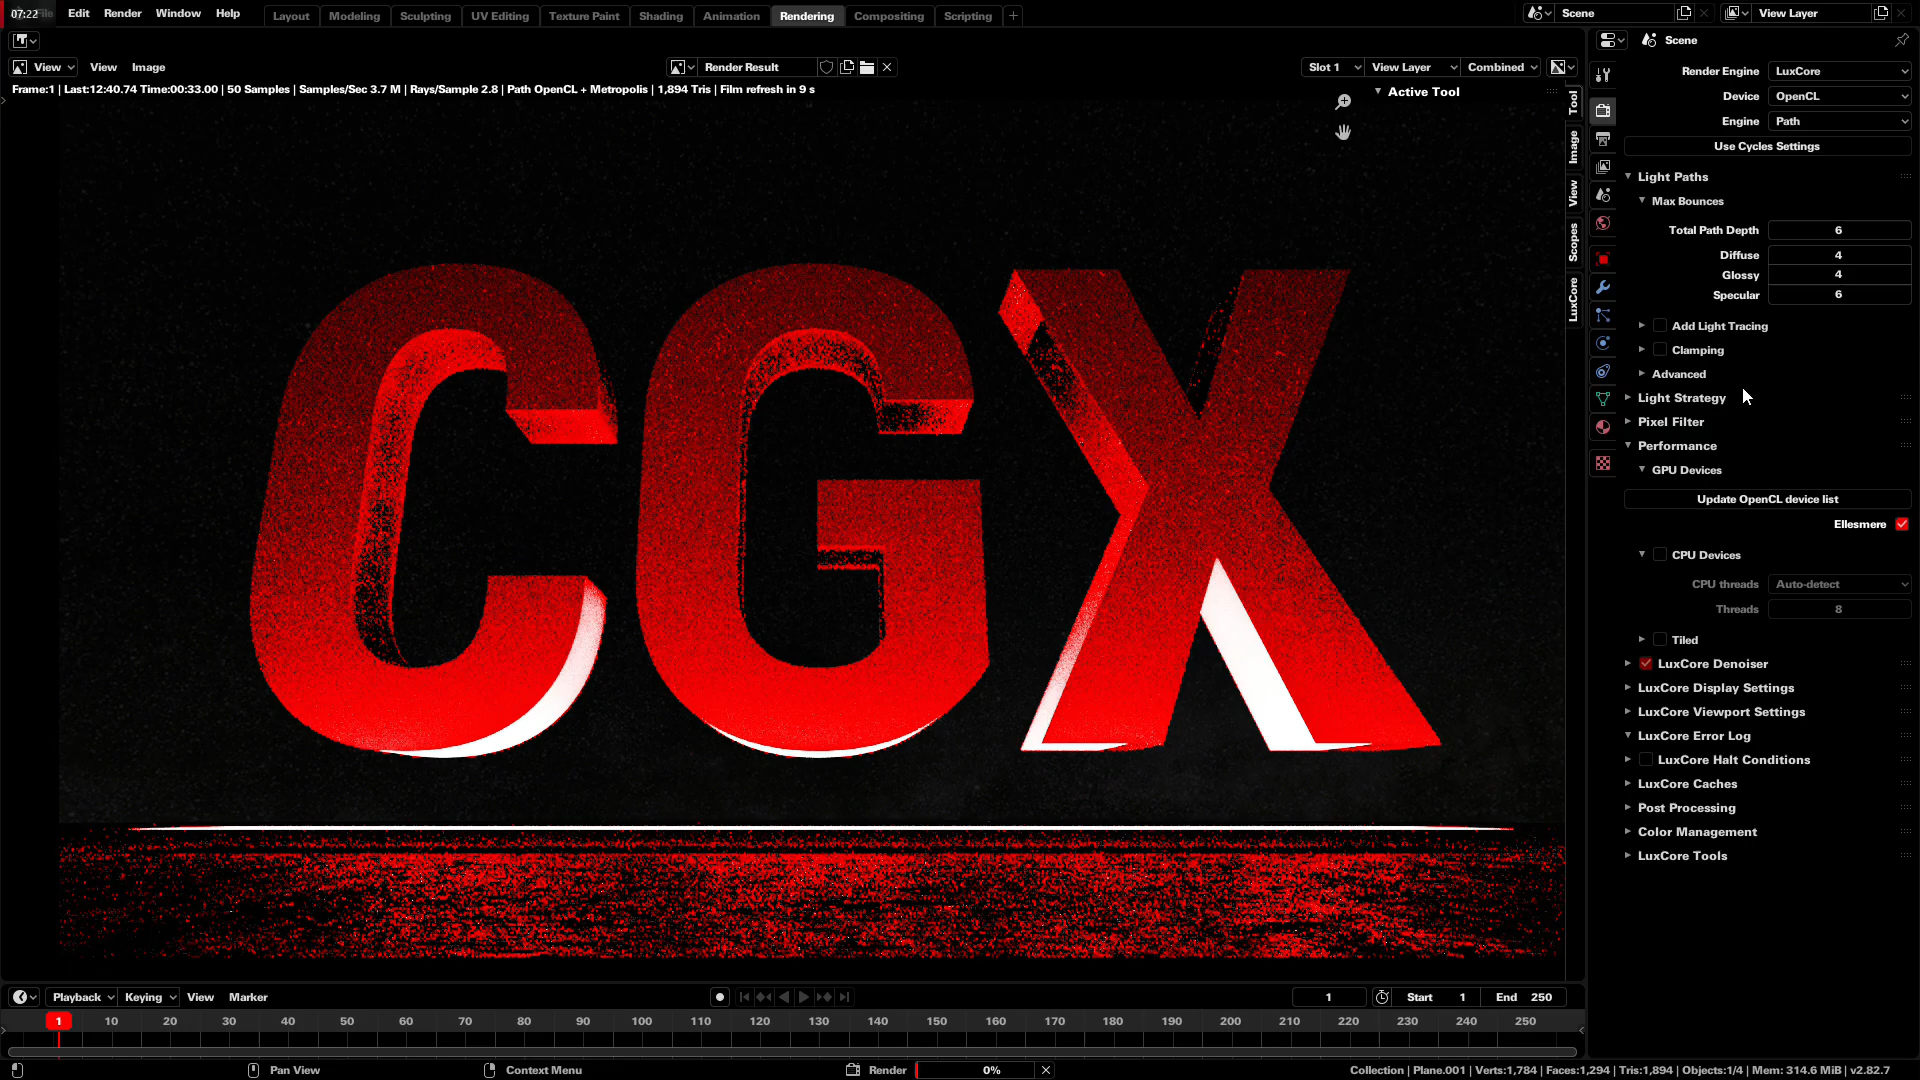 07:22
Edit Render Window Help
Layout Modeling Sculpting UV Editing Texture Paint Shading Animation Rendering Compositing Scripting +
Scene
View Layer
View View Image
Render Result
Slot 1 View Layer Combined
Frame:1 | Last:12:40.74 Time:00:33.00 | 50 Samples | Samples/Sec 3.7 M | Rays/Sample 2.8 | Path OpenCL + Metropolis | 1,894 Tris | Film refresh in 9 s
Active Tool
Tool
Image
View
Scopes
LuxCore
CGX
Scene
Render Engine LuxCore
Device OpenCL
Engine Path
Use Cycles Settings
Light Paths
Max Bounces
Total Path Depth 6
Diffuse 4
Glossy 4
Specular 6
Add Light Tracing
Clamping
Advanced
Light Strategy
Pixel Filter
Performance
GPU Devices
Update OpenCL device list
Ellesmere
CPU Devices
CPU threads Auto-detect
Threads 8
Tiled
LuxCore Denoiser
LuxCore Display Settings
LuxCore Viewport Settings
LuxCore Error Log
LuxCore Halt Conditions
LuxCore Caches
Post Processing
Color Management
LuxCore Tools
Playback Keying View Marker
1 Start 1 End 250
1 10 20 30 40 50 60 70 80 90 100 110 120 130 140 150 160 170 180 190 200 210 220 230 240 250
Pan View Context Menu Render 0%
Collection | Plane.001 | Verts:1,784 | Faces:1,294 | Tris:1,894 | Objects:1/4 | Mem: 314.6 MiB | v2.82.7